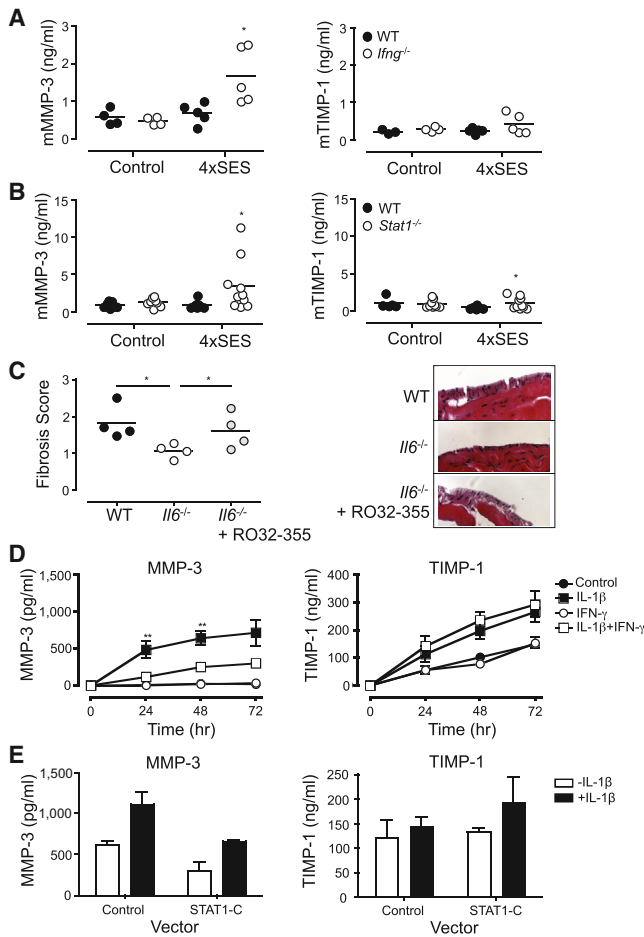 A
mMMP-3 (ng/ml)
3
2
1
0
*
Control
4xSES
mTIMP-1 (ng/ml)
3
2
1
0
WT
Ifng-/-
Control
4xSES
B
mMMP-3 (ng/ml)
15
10
5
0
*
Control
4xSES
mTIMP-1 (ng/ml)
15
10
5
0
WT
Stat1-/-
*
Control
4xSES
C
Fibrosis Score
3
2
1
0
* *
WT
Il6-/-
Il6-/-
+ RO32-355
WT
Il6-/-
Il6-/-
+ RO32-355
D
MMP-3
MMP-3 (pg/ml)
1,500
1,000
500
0
** **
0 24 48 72
Time (hr)
TIMP-1
TIMP-1 (ng/ml)
400
300
200
100
0
0 24 48 72
Time (hr)
Control
IL-1β
IFN-γ
IL-1β+IFN-γ
E
MMP-3
MMP-3 (pg/ml)
1,500
1,000
500
0
Control STAT1-C
Vector
TIMP-1
TIMP-1 (ng/ml)
250
200
150
100
50
0
Control STAT1-C
Vector
-IL-1β
+IL-1β